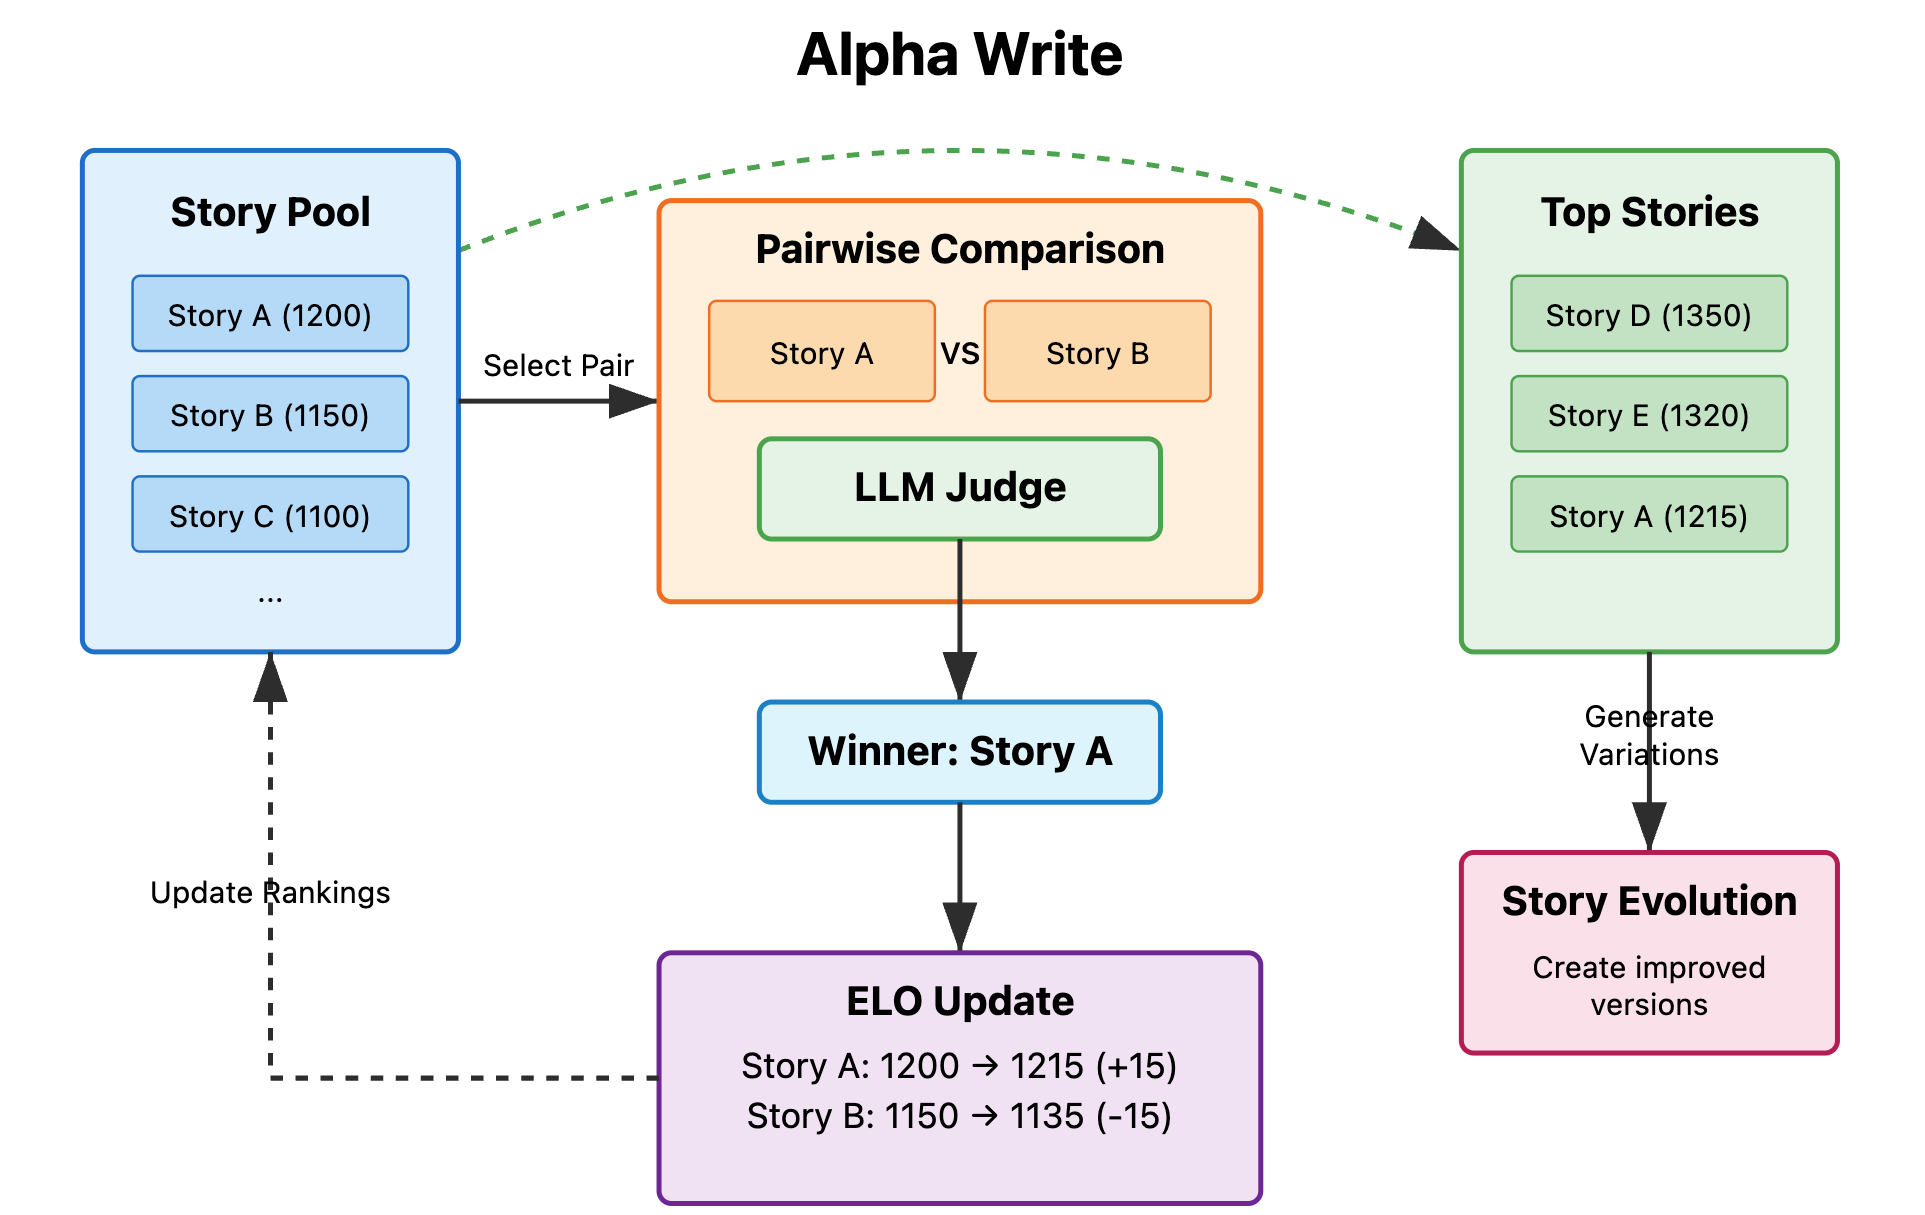 Alpha Write
Story Pool
Story A (1200)
Story B (1150)
Story C (1100)
...
Select Pair
Pairwise Comparison
Story A
VS
Story B
LLM Judge
Winner: Story A
ELO Update
Story A: 1200 → 1215 (+15)
Story B: 1150 → 1135 (-15)
Update Rankings
Top Stories
Story D (1350)
Story E (1320)
Story A (1215)
Generate
Variations
Story Evolution
Create improved
versions